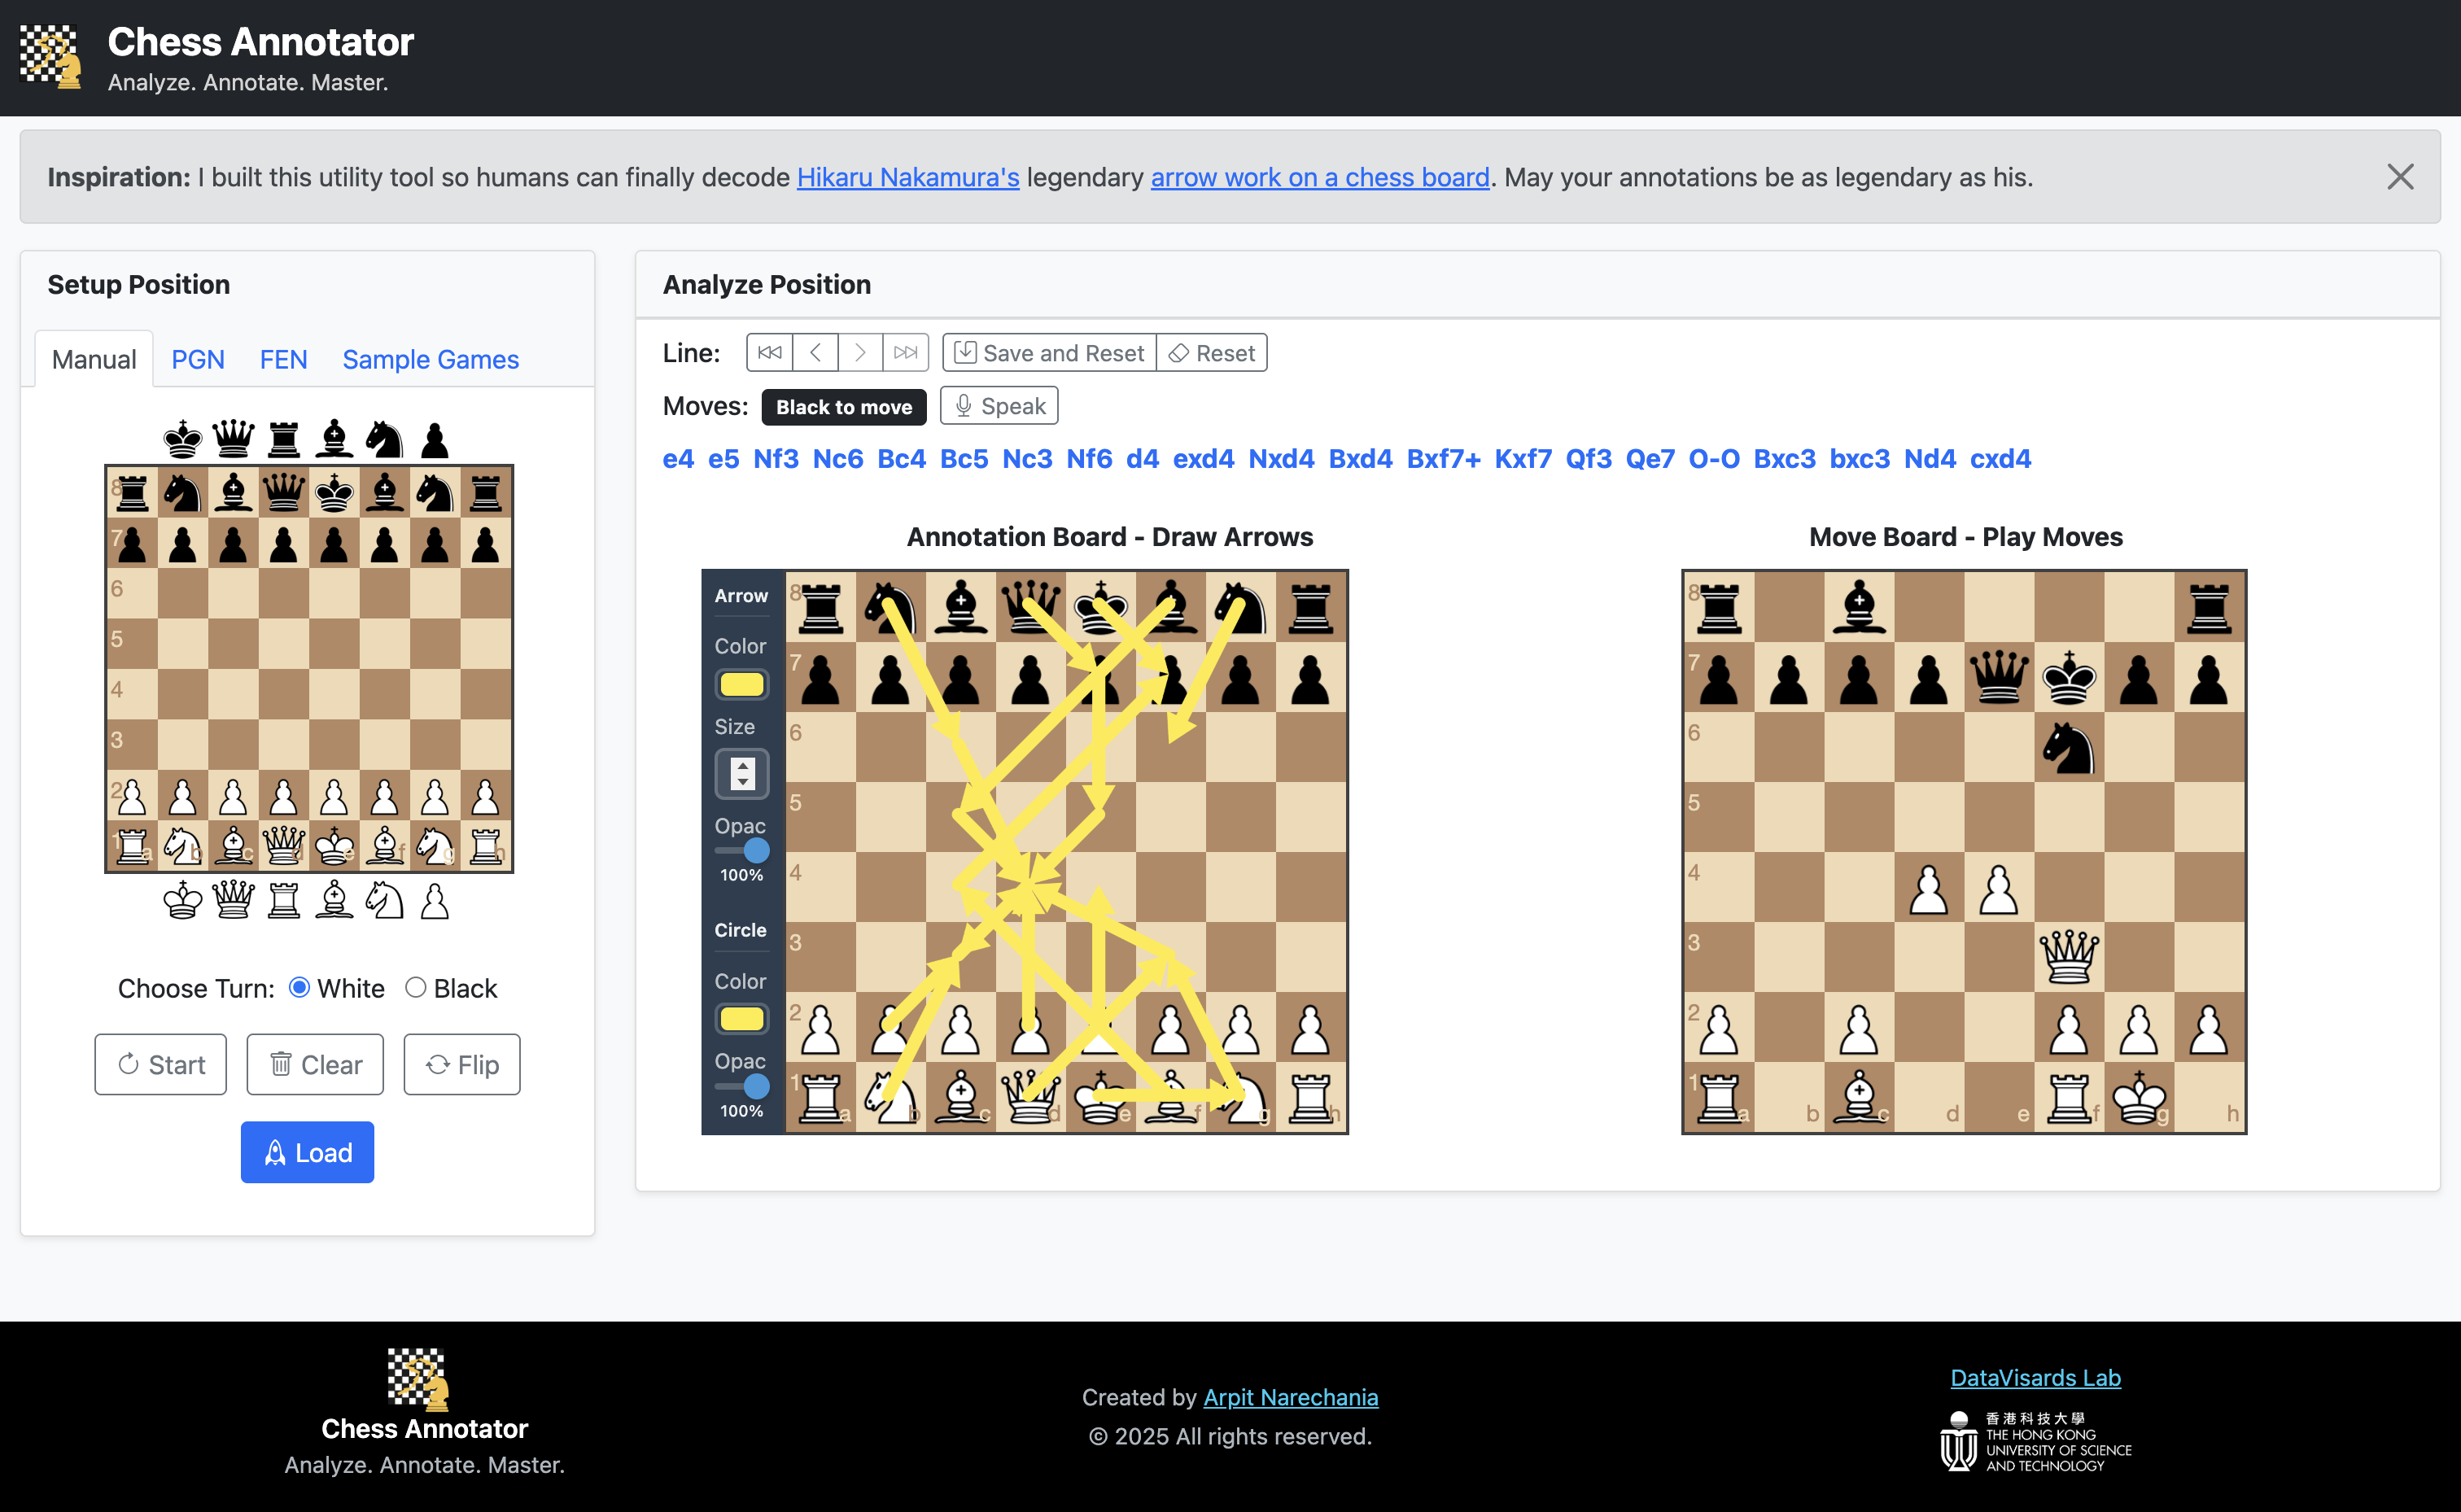 Chess Annotator
Analyze. Annotate. Master.
Inspiration: I built this utility tool so humans can finally decode Hikaru Nakamura's legendary arrow work on a chess board. May your annotations be as legendary as his.
Setup Position
Manual PGN FEN Sample Games
8
7
6
5
4
3
2
1 a b c d e f g h
Choose Turn: White Black
Start Clear Flip
Load
Analyze Position
Line: Save and Reset Reset
Moves: Black to move Speak
e4 e5 Nf3 Nc6 Bc4 Bc5 Nc3 Nf6 d4 exd4 Nxd4 Bxd4 Bxf7+ Kxf7 Qf3 Qe7 O-O Bxc3 bxc3 Nd4 cxd4
Annotation Board - Draw Arrows
Arrow
Color
Size
Opac
100%
Circle
Color
Opac
100%
8
7
6
5
4
3
2
1 a b c d e f g h
Move Board - Play Moves
8
7
6
5
4
3
2
1 a b c d e f g h
Chess Annotator
Analyze. Annotate. Master.
Created by Arpit Narechania
© 2025 All rights reserved.
DataVisards Lab
香港科技大學
THE HONG KONG
UNIVERSITY OF SCIENCE
AND TECHNOLOGY